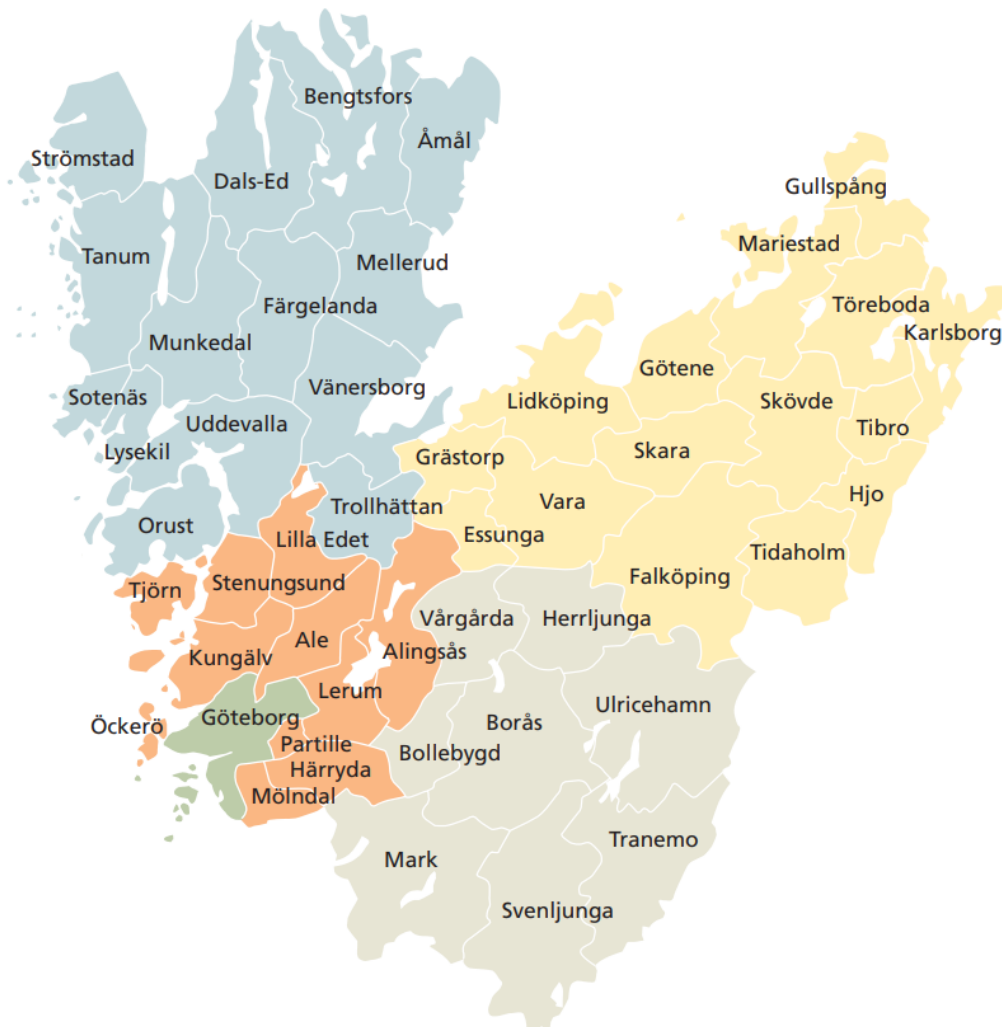 Bengtsfors
Åmål
Strömstad
Dals-Ed
Gullspång
Mariestad
Tanum
Mellerud
Färgelanda
Töreboda
Karlsborg
Munkedal
Götene
Vänersborg
Sotenäs
Lidköping
Skövde
Uddevalla
Tibro
Lysekil
Grästorp
Skara
Hjo
Vara
Trollhättan
Orust
Essunga
Lilla Edet
Tidaholm
Falköping
Stenungsund
Tjörn
Vårgårda
Herrljunga
Ale
Alingsås
Kungälv
Lerum
Ulricehamn
Göteborg
Borås
Öckerö
Partille
Bollebygd
Härryda
Mölndal
Tranemo
Mark
Svenljunga